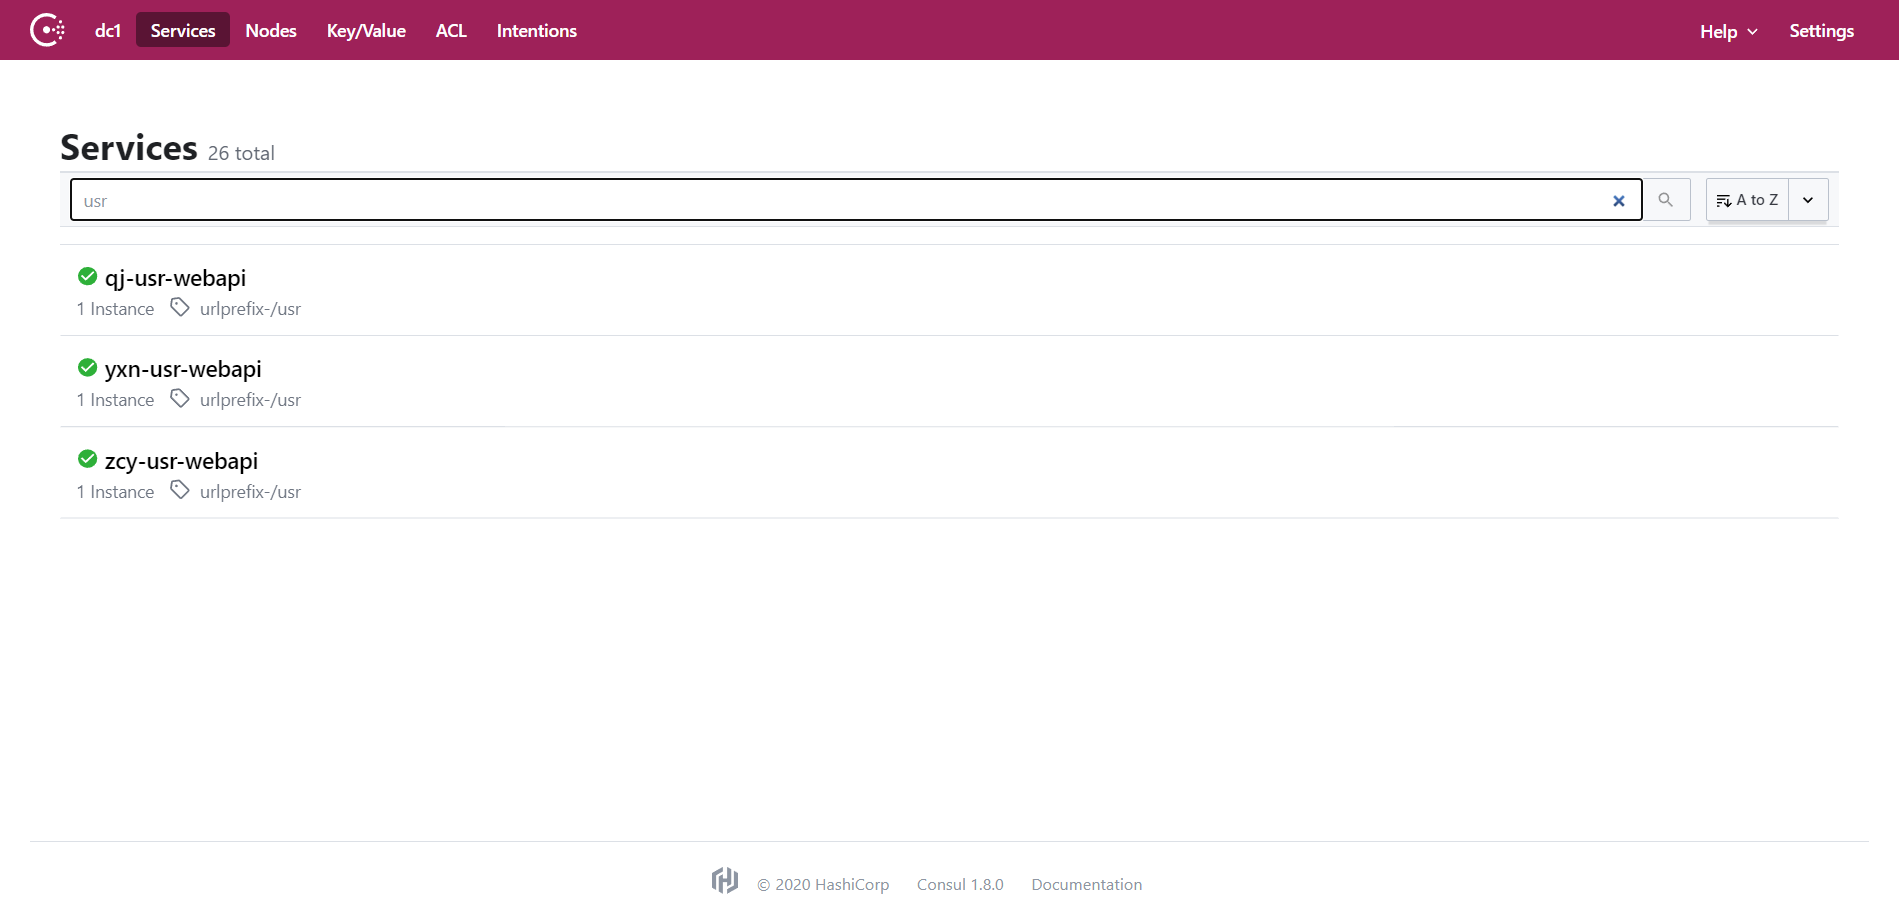 dc1 Services Nodes Key/Value ACL Intentions Help Settings
Services 26 total
usr
A to Z
qj-usr-webapi
1 Instance urlprefix-/usr
yxn-usr-webapi
1 Instance urlprefix-/usr
zcy-usr-webapi
1 Instance urlprefix-/usr
© 2020 HashiCorp Consul 1.8.0 Documentation